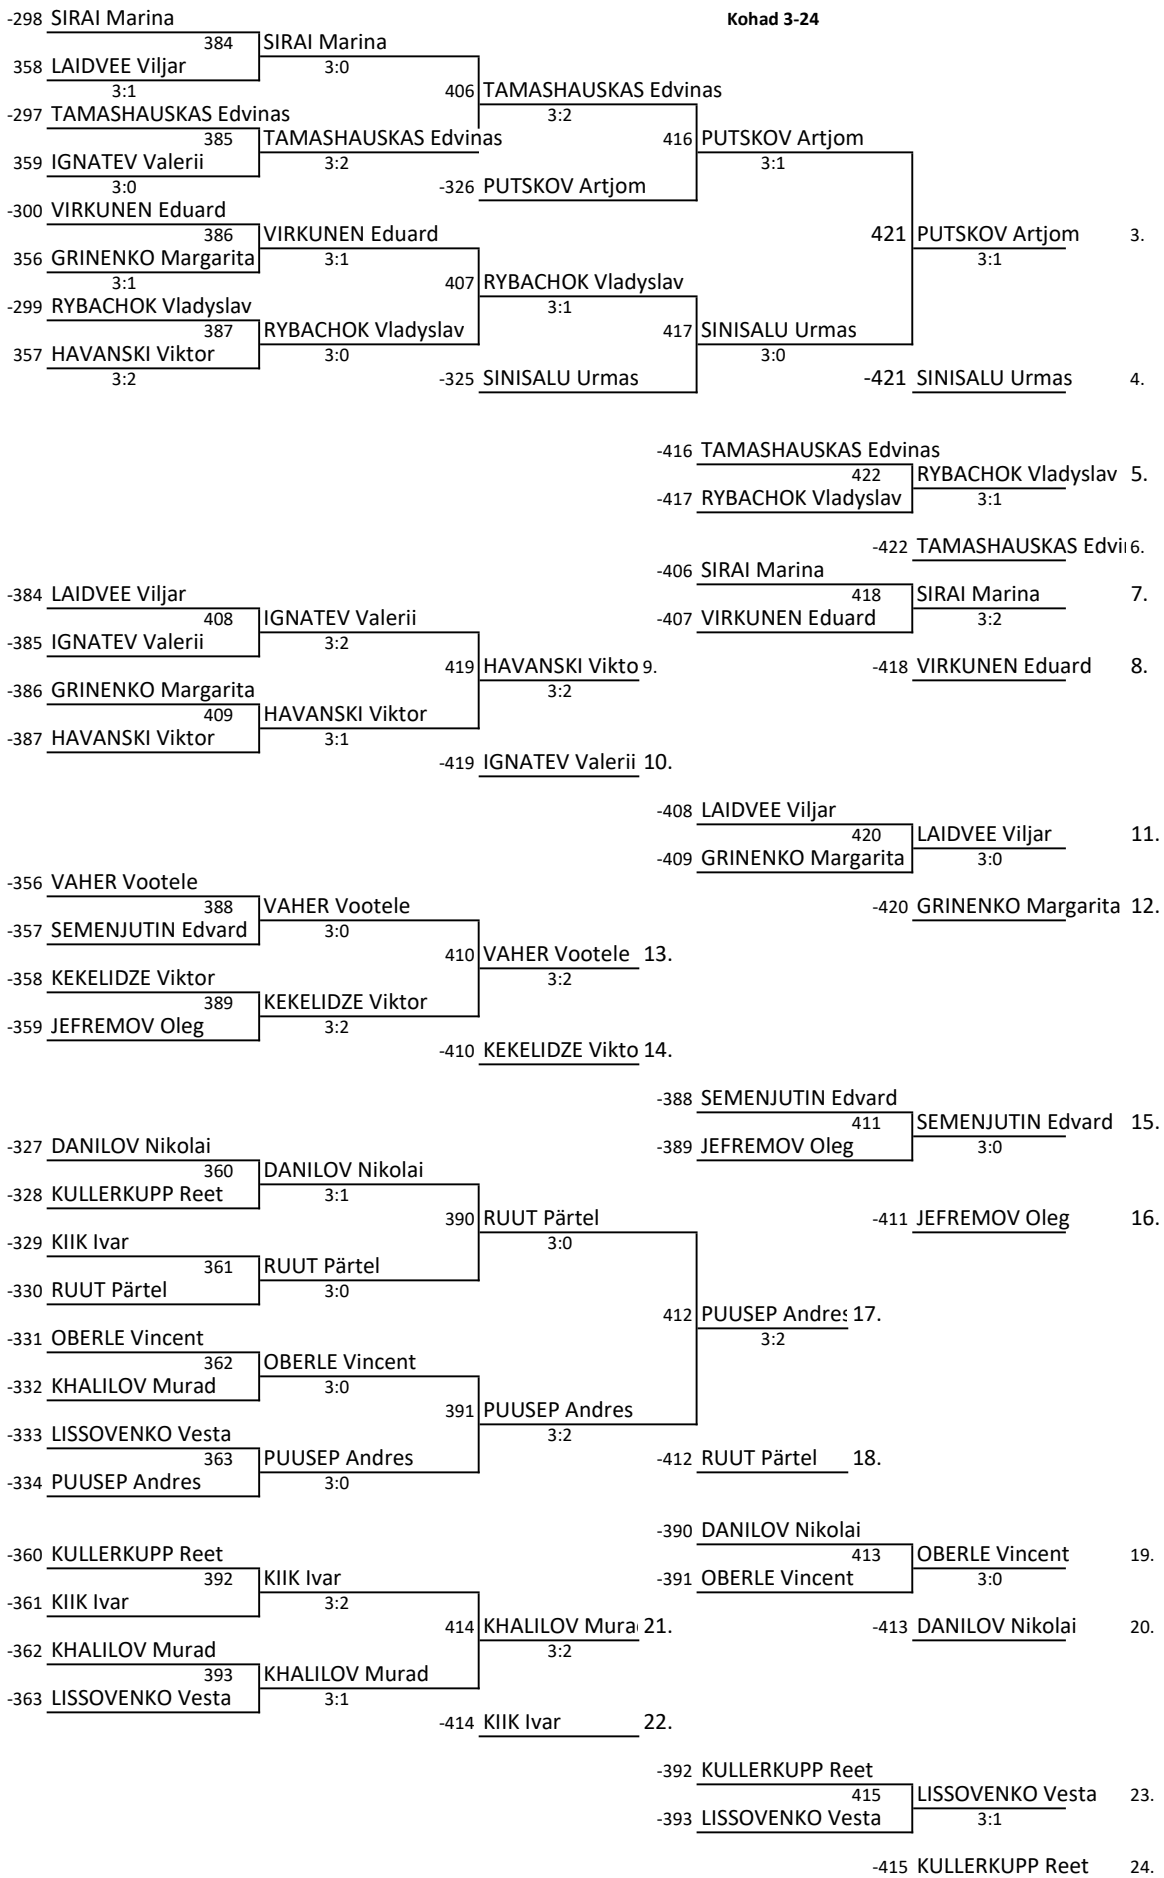 -298 SIRAI Marina
Kohad 3-24
384 SIRAI Marina
358 LAIDVEE Viljar
3:0
3:1
406 TAMASHAUSKAS Edvinas
-297 TAMASHAUSKAS Edvinas
3:2
385 TAMASHAUSKAS Edvinas
416 PUTSKOV Artjom
359 IGNATEV Valerii
3:2
3:1
3:0
-326 PUTSKOV Artjom
-300 VIRKUNEN Eduard
386 VIRKUNEN Eduard
421 PUTSKOV Artjom 3.
356 GRINENKO Margarita
3:1
3:1
3:1
407 RYBACHOK Vladyslav
-299 RYBACHOK Vladyslav
3:1
387 RYBACHOK Vladyslav
417 SINISALU Urmas
357 HAVANSKI Viktor
3:0
3:0
3:2
-325 SINISALU Urmas
-421 SINISALU Urmas 4.
-416 TAMASHAUSKAS Edvinas
422 RYBACHOK Vladyslav 5.
-417 RYBACHOK Vladyslav
3:1
-422 TAMASHAUSKAS Edvi 6.
-406 SIRAI Marina
-384 LAIDVEE Viljar
418 SIRAI Marina 7.
408 IGNATEV Valerii
-407 VIRKUNEN Eduard
3:2
-385 IGNATEV Valerii
3:2
419 HAVANSKI Vikto 9.
-418 VIRKUNEN Eduard 8.
-386 GRINENKO Margarita
3:2
409 HAVANSKI Viktor
-387 HAVANSKI Viktor
3:1
-419 IGNATEV Valerii 10.
-408 LAIDVEE Viljar
420 LAIDVEE Viljar 11.
-409 GRINENKO Margarita
3:0
-356 VAHER Vootele
388 VAHER Vootele
-420 GRINENKO Margarita 12.
-357 SEMENJUTIN Edvard
3:0
410 VAHER Vootele 13.
-358 KEKELIDZE Viktor
3:2
389 KEKELIDZE Viktor
-359 JEFREMOV Oleg
3:2
-410 KEKELIDZE Vikto 14.
-388 SEMENJUTIN Edvard
411 SEMENJUTIN Edvard 15.
-327 DANILOV Nikolai
-389 JEFREMOV Oleg
3:0
360 DANILOV Nikolai
-328 KULLERKUPP Reet
3:1
390 RUUT Pärtel
-411 JEFREMOV Oleg 16.
-329 KIIK Ivar
3:0
361 RUUT Pärtel
-330 RUUT Pärtel
3:0
412 PUUSEP Andres 17.
-331 OBERLE Vincent
3:2
362 OBERLE Vincent
-332 KHALILOV Murad
3:0
391 PUUSEP Andres
-333 LISSOVENKO Vesta
3:2
363 PUUSEP Andres
-412 RUUT Pärtel 18.
-334 PUUSEP Andres
3:0
-390 DANILOV Nikolai
-360 KULLERKUPP Reet
413 OBERLE Vincent 19.
392 KIIK Ivar
-391 OBERLE Vincent
3:0
-361 KIIK Ivar
3:2
414 KHALILOV Mura 21.
-413 DANILOV Nikolai 20.
-362 KHALILOV Murad
3:2
393 KHALILOV Murad
-363 LISSOVENKO Vesta
3:1
-414 KIIK Ivar 22.
-392 KULLERKUPP Reet
415 LISSOVENKO Vesta 23.
-393 LISSOVENKO Vesta
3:1
-415 KULLERKUPP Reet 24.